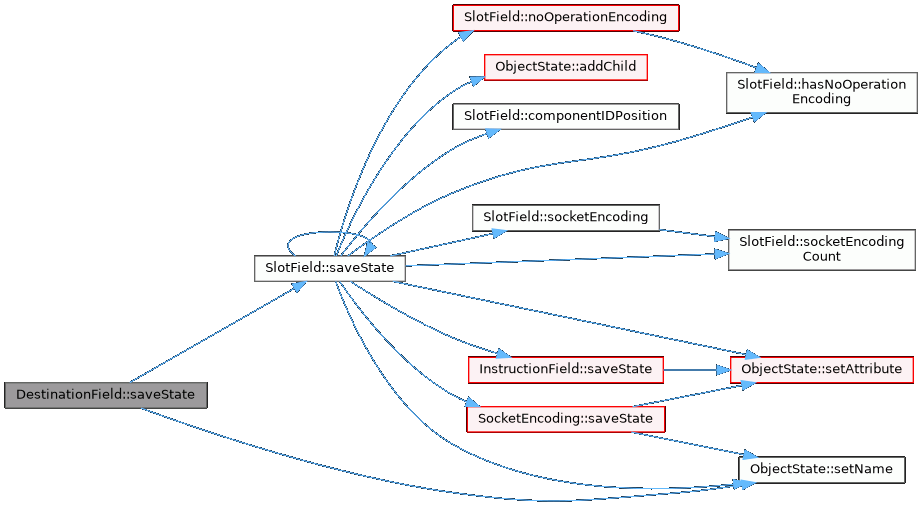 SlotField::noOperationEncoding
ObjectState::addChild
SlotField::hasNoOperation
Encoding
SlotField::componentIDPosition
SlotField::socketEncoding
SlotField::socketEncoding
Count
SlotField::saveState
InstructionField::saveState
ObjectState::setAttribute
DestinationField::saveState
SocketEncoding::saveState
ObjectState::setName